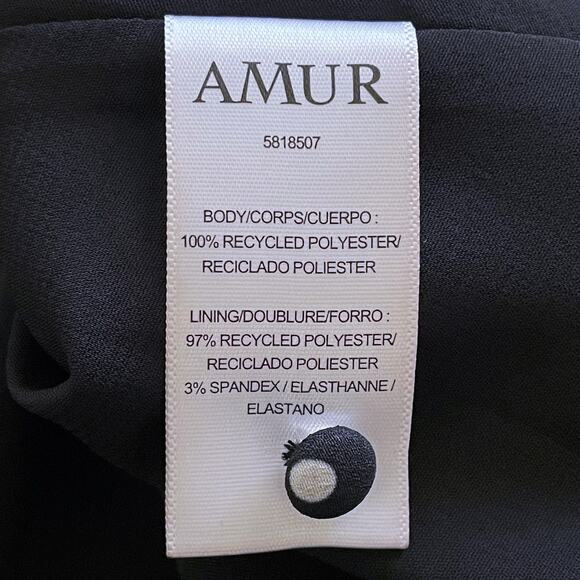 AMUR
5818507
BODY/CORPS/CUERPO :
100% RECYCLED POLYESTER/
RECICLADO POLIESTER
LINING/DOUBLURE/FORRO :
97% RECYCLED POLYESTER/
RECICLADO POLIESTER
3% SPANDEX / ELASTHANNE /
ELASTANO